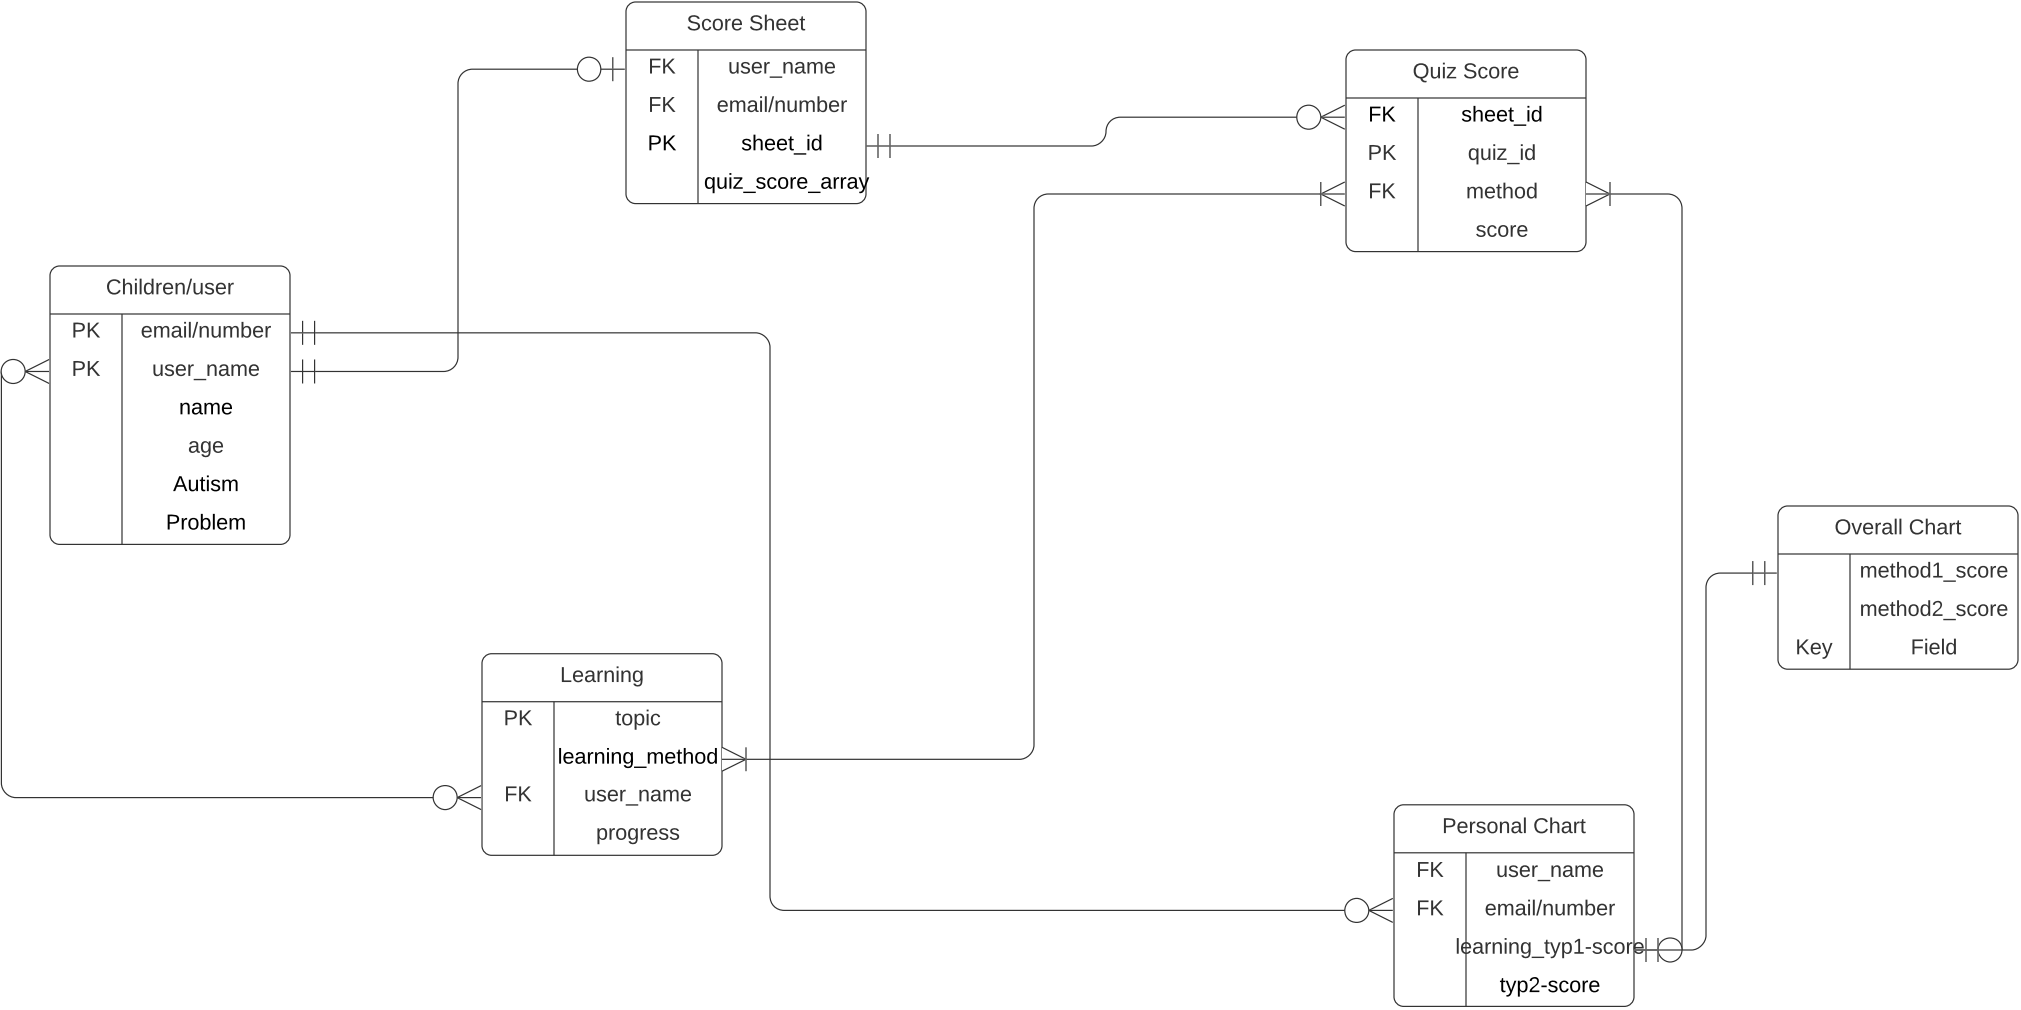 Score Sheet
FK user_name
FK email/number
PK sheet_id
quiz_score_array
Quiz Score
FK sheet_id
PK quiz_id
FK method
score
Children/user
PK email/number
PK user_name
name
age
Autism
Problem
Overall Chart
method1_score
method2_score
Key Field
Learning
PK topic
learning_method
FK user_name
progress
Personal Chart
FK user_name
FK email/number
learning_typ1-score
typ2-score